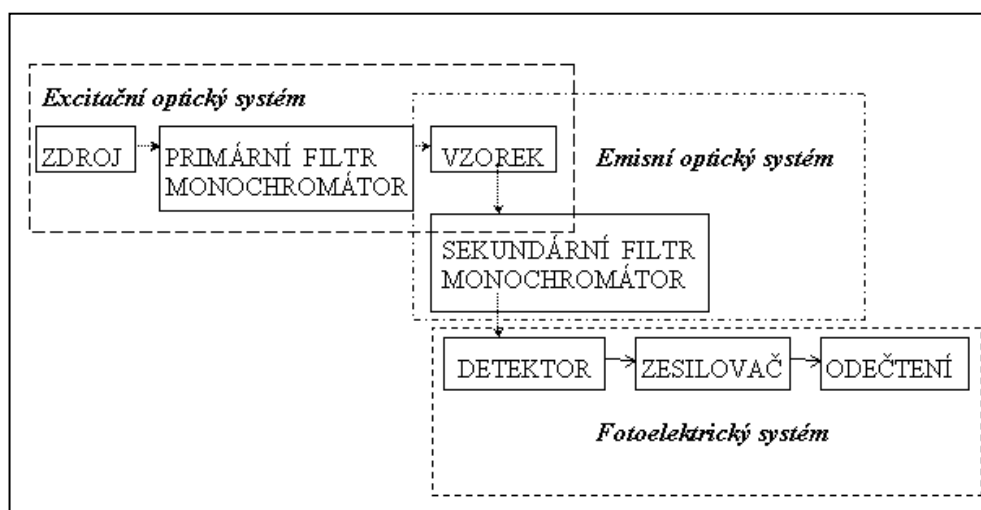 Excitační optický systém
ZDROJ
PRIMÁRNÍ FILTR
MONOCHROMÁTOR
VZOREK
Emisní optický systém
SEKUNDÁRNÍ FILTR
MONOCHROMÁTOR
DETEKTOR
ZESILOVAČ
ODEČTENÍ
Fotoelektrický systém